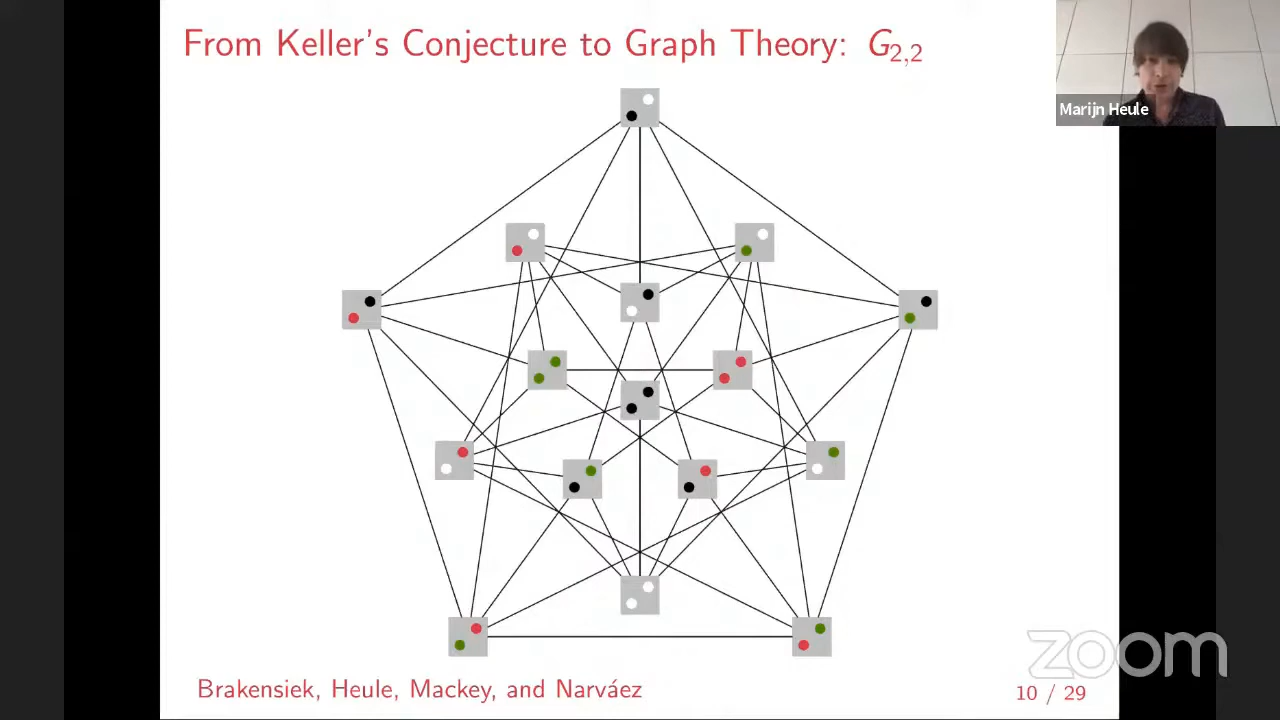 From Keller's Conjecture to Graph Theory: G₂,₂
Marijn Heule
zoom
Brakensiek, Heule, Mackey, and Narváez
10 / 29